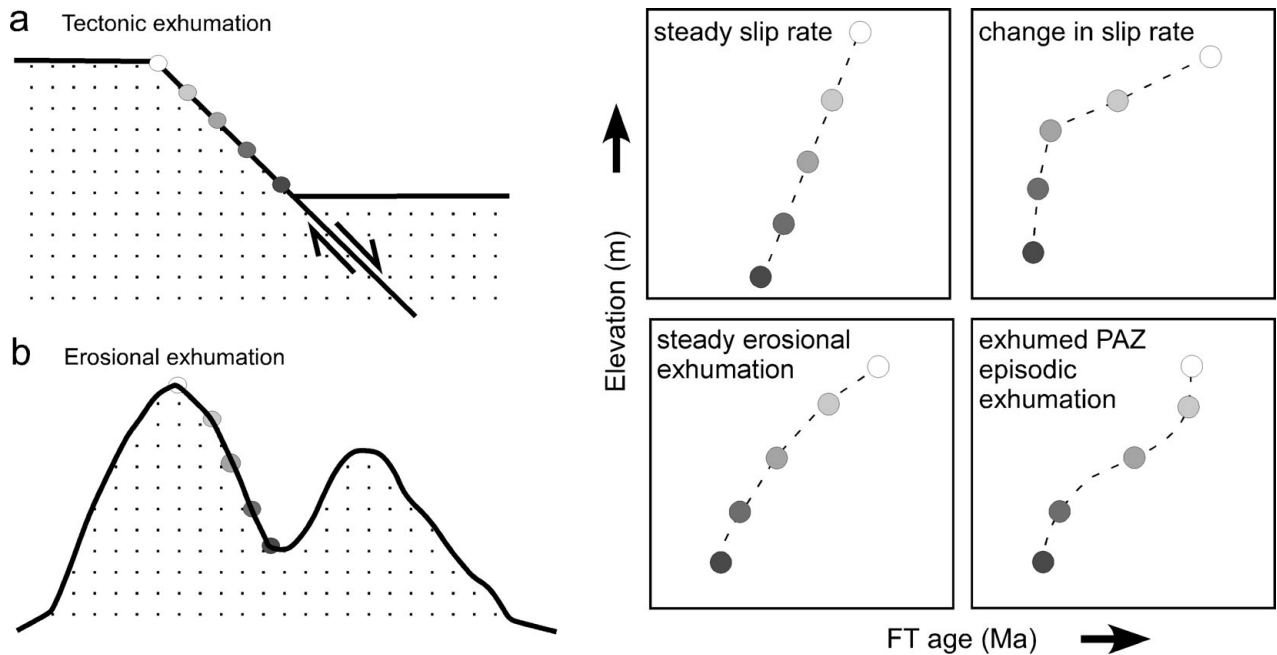 a
Tectonic exhumation
b
Erosional exhumation
Elevation (m)
steady slip rate
change in slip rate
steady erosional
exhumation
exhumed PAZ
episodic
exhumation
FT age (Ma)